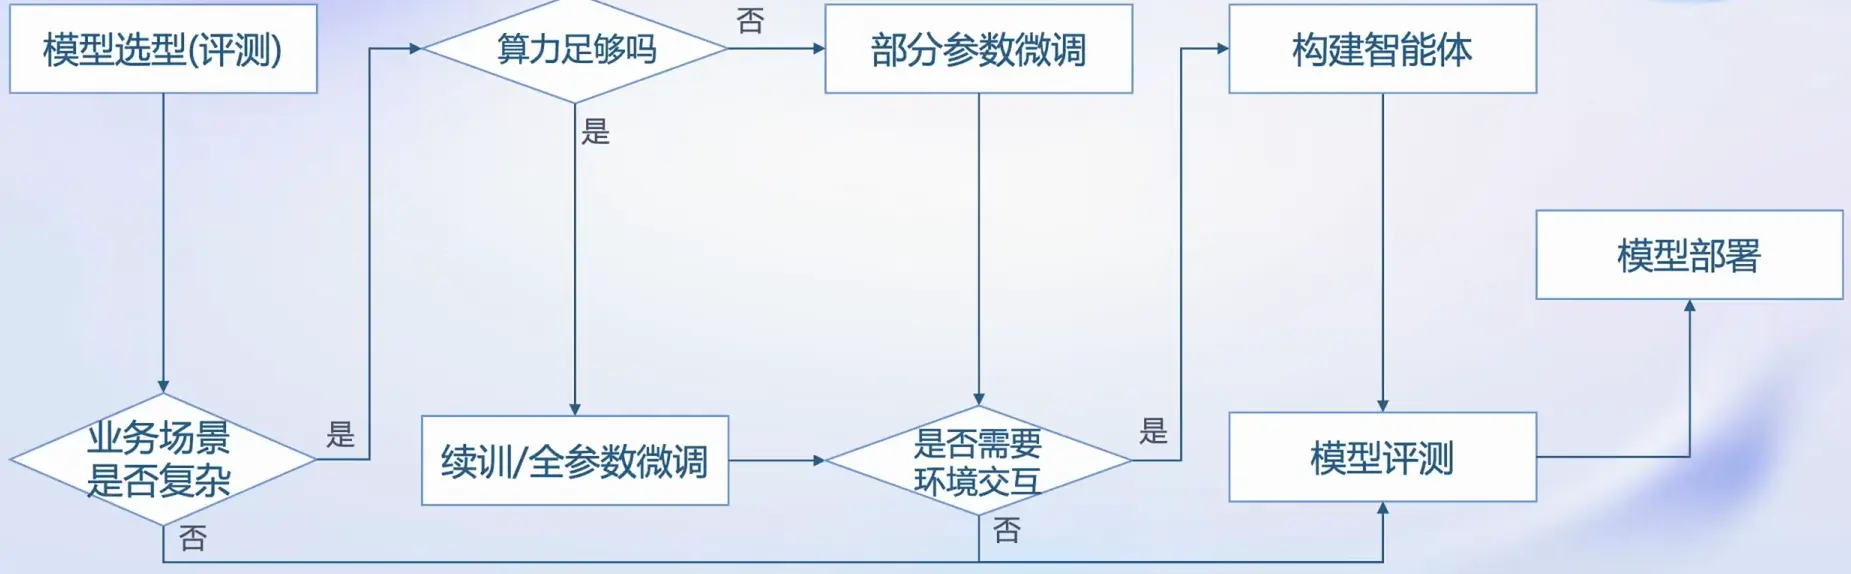 模型选型(评测)
算力足够吗
否
部分参数微调
构建智能体
是
模型部署
业务场景
是否复杂
是
续训/全参数微调
是否需要
环境交互
是
模型评测
否
否